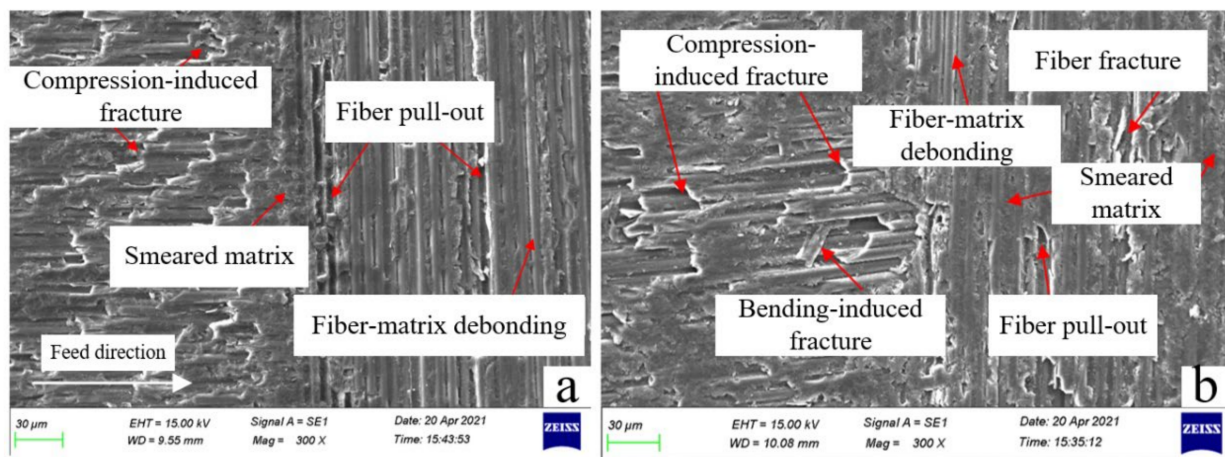 Compression-induced
fracture
Fiber pull-out
Smeared matrix
Fiber-matrix debonding
Feed direction
a
30 µm
EHT = 15.00 kV
WD = 9.55 mm
Signal A = SE1
Mag = 300 X
Date: 20 Apr 2021
Time: 15:43:53
ZEISS
Compression-
induced fracture
Fiber fracture
Fiber-matrix
debonding
Smeared
matrix
Bending-induced
fracture
Fiber pull-out
b
30 µm
EHT = 15.00 kV
WD = 10.08 mm
Signal A = SE1
Mag = 300 X
Date: 20 Apr 2021
Time: 15:35:12
ZEISS